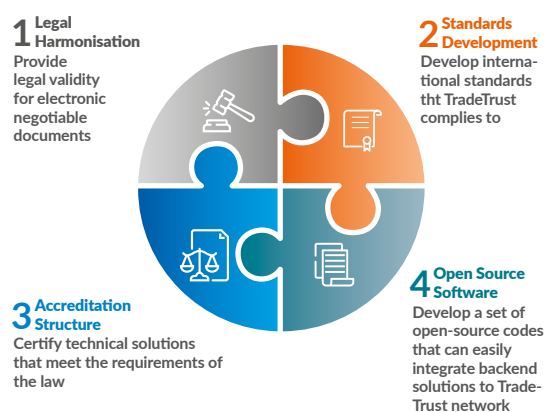 1 Legal
Harmonisation
Provide
legal validity
for electronic
negotiable
documents
2 Standards
Development
Develop interna-
tional standards
tht TradeTrust
complies to
3 Accreditation
Structure
Certify technical solutions
that meet the requirements of
the law
4 Open Source
Software
Develop a set of
open-source codes
that can easily
integrate backend
solutions to Trade-
Trust network